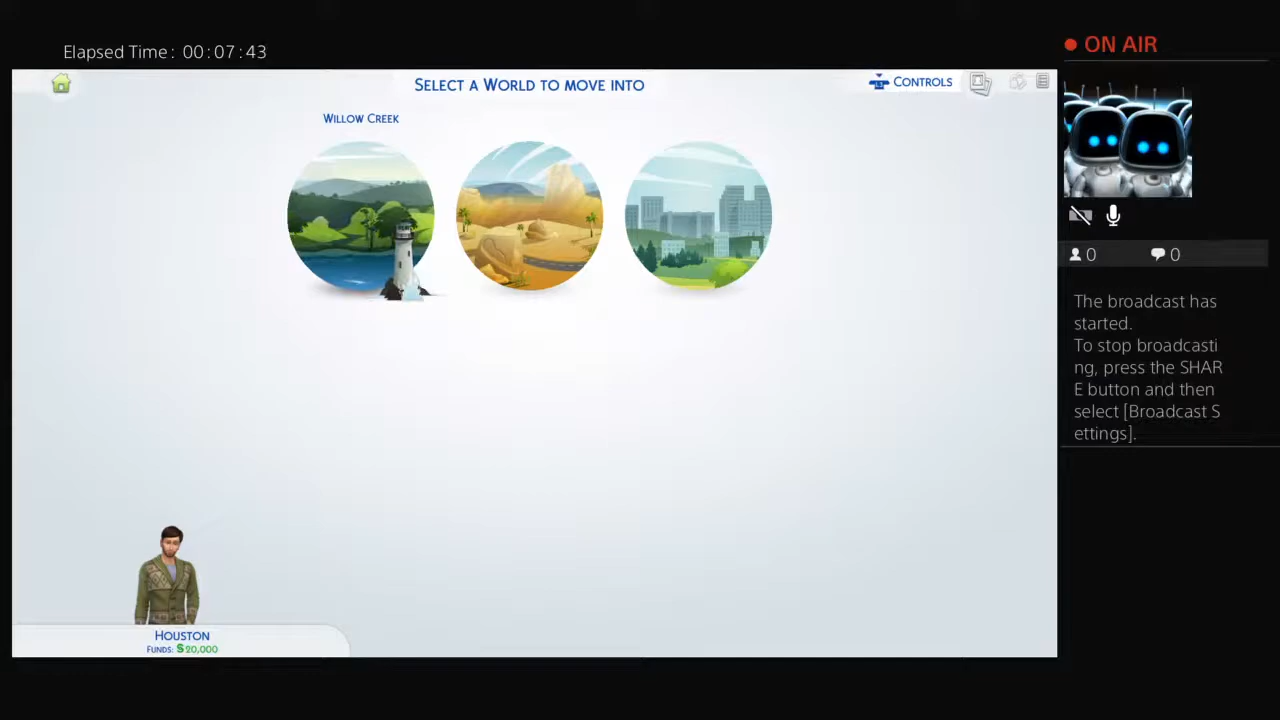 Elapsed Time: 00:07:43
ON AIR
SELECT A WORLD TO MOVE INTO
CONTROLS
WILLOW CREEK
0 0
The broadcast has
started.
To stop broadcasti
ng, press the SHAR
E button and then
select [Broadcast S
ettings].
HOUSTON
FUNDS: §20,000